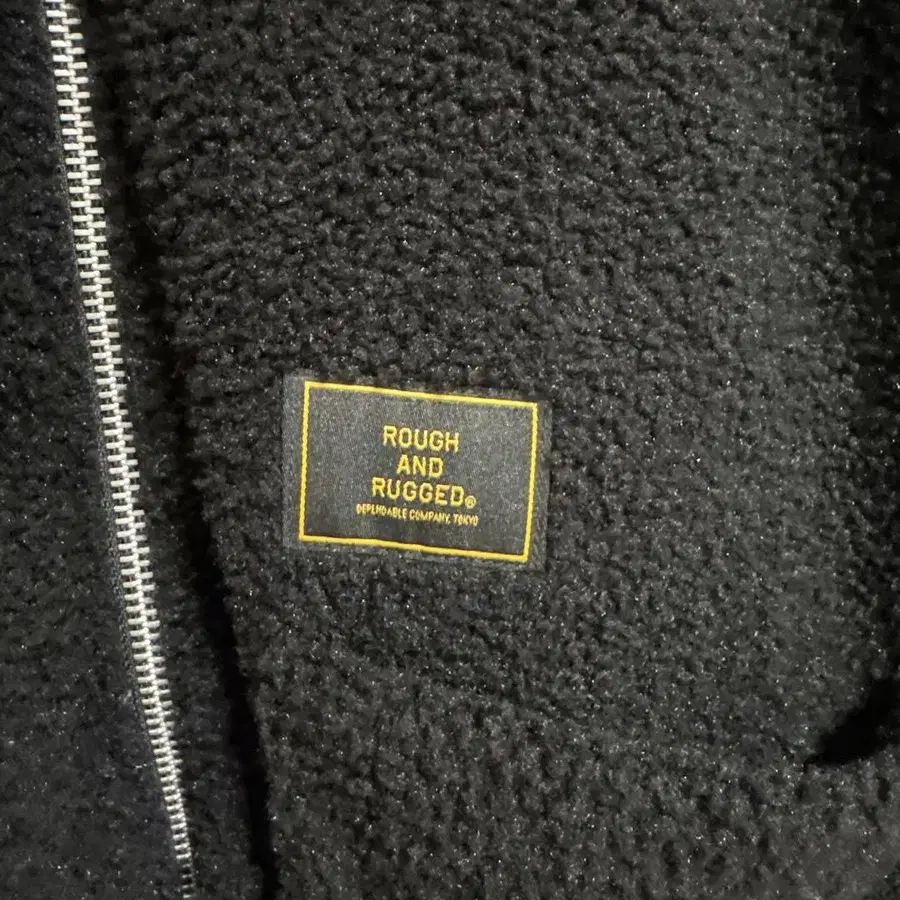 ROUGH
AND
RUGGED®
DEPENDABLE COMPANY, TOKYO